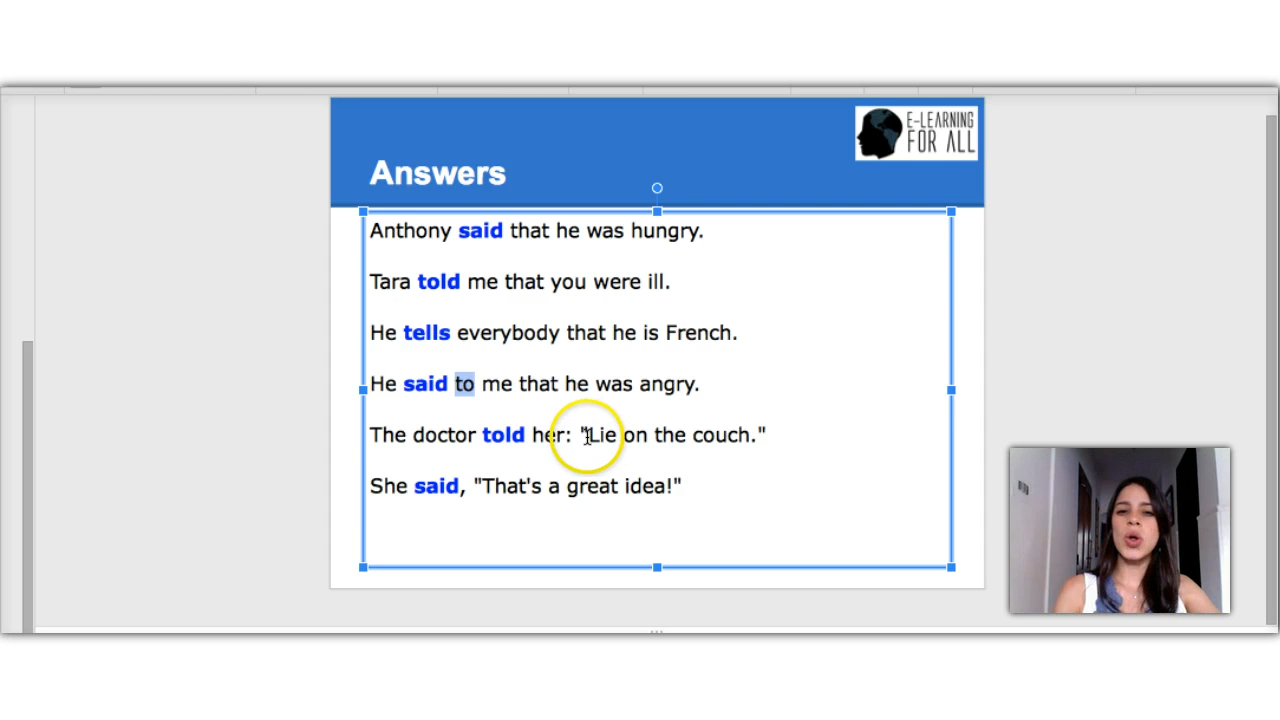 E-LEARNING
FOR ALL
Answers
Anthony said that he was hungry.
Tara told me that you were ill.
He tells everybody that he is French.
He said to me that he was angry.
The doctor told her: "Lie on the couch."
She said, "That's a great idea!"